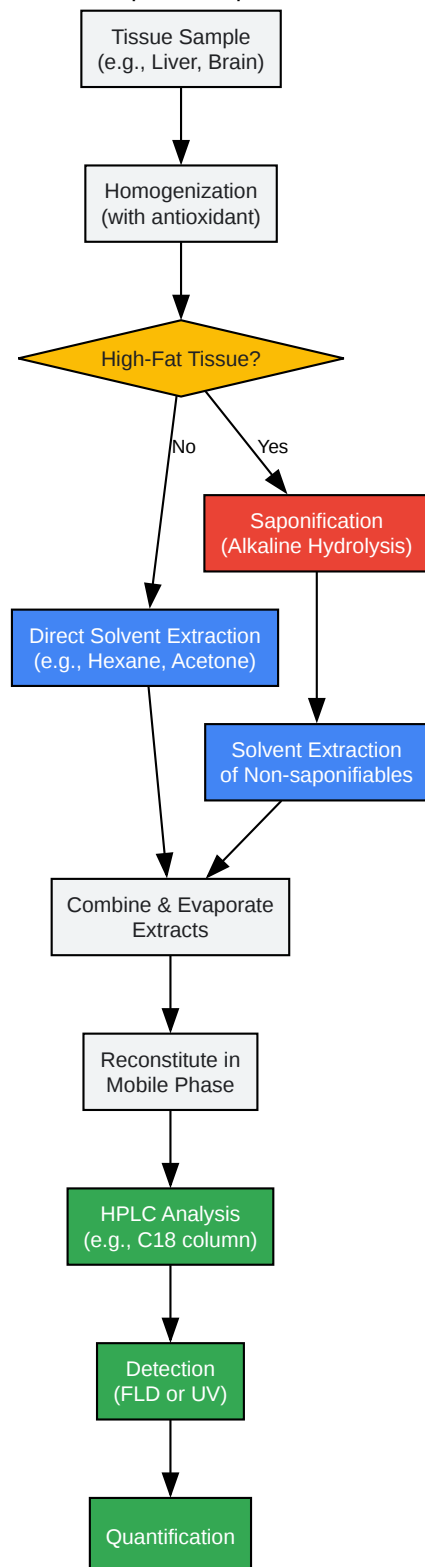 Tissue Sample
(e.g., Liver, Brain)
Homogenization
(with antioxidant)
High-Fat Tissue?
No
Yes
Saponification
(Alkaline Hydrolysis)
Direct Solvent Extraction
(e.g., Hexane, Acetone)
Solvent Extraction
of Non-saponifiables
Combine & Evaporate
Extracts
Reconstitute in
Mobile Phase
HPLC Analysis
(e.g., C18 column)
Detection
(FLD or UV)
Quantification